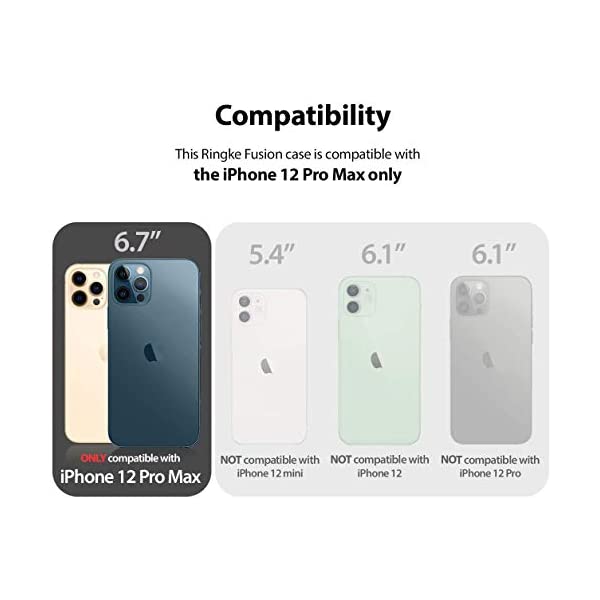 Compatibility
This Ringke Fusion case is compatible with
the iPhone 12 Pro Max only
6.7”
ONLY compatible with
iPhone 12 Pro Max
5.4”
NOT compatible with
iPhone 12 mini
6.1”
NOT compatible with
iPhone 12
6.1”
NOT compatible with
iPhone 12 Pro